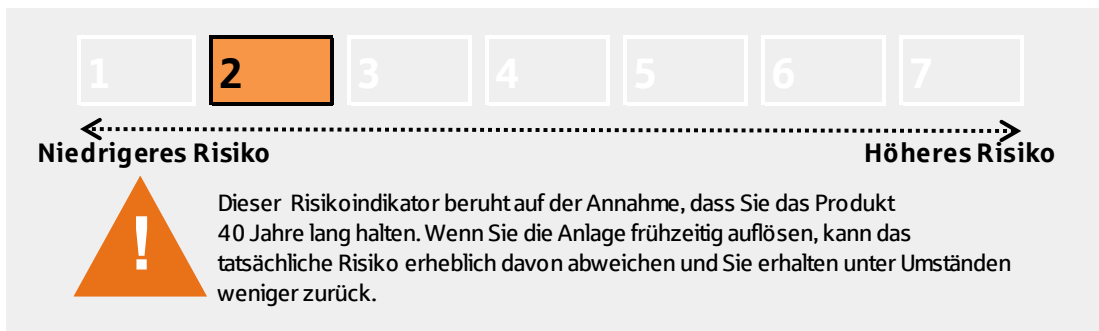 1 2 3 4 5 6 7
Niedrigeres Risiko Höheres Risiko
!
Dieser Risikoindikator beruht auf der Annahme, dass Sie das Produkt
40 Jahre lang halten. Wenn Sie die Anlage frühzeitig auflösen, kann das
tatsächliche Risiko erheblich davon abweichen und Sie erhalten unter Umständen
weniger zurück.